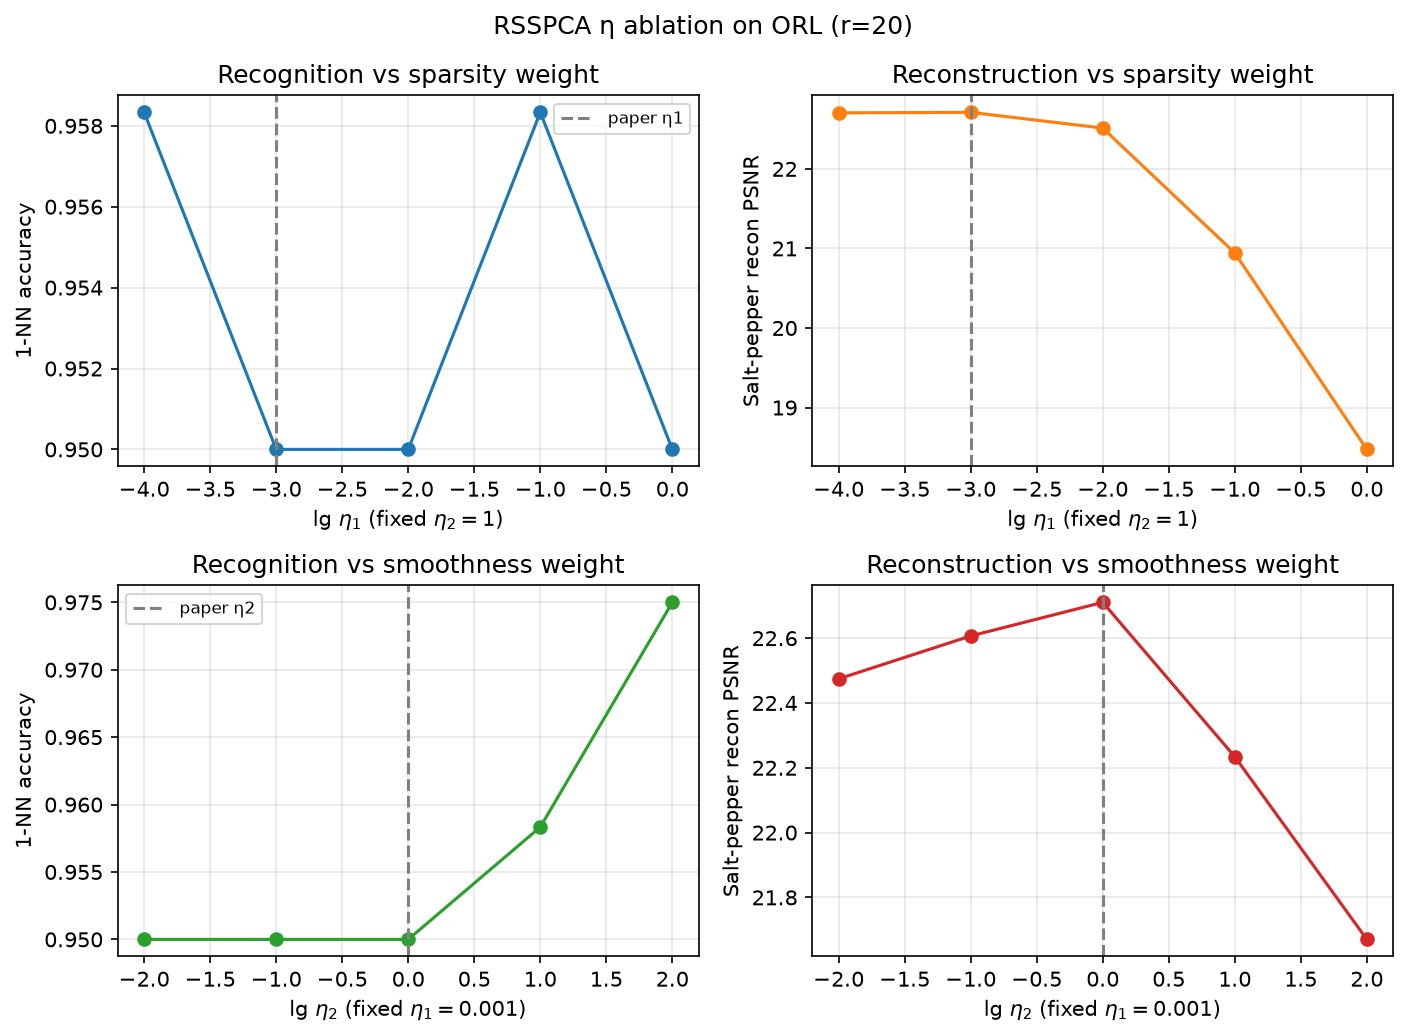 RSSPCA η ablation on ORL (r=20)
Recognition vs sparsity weight
1-NN accuracy
0.958
0.956
0.954
0.952
0.950
paper η1
−4.0 −3.5 −3.0 −2.5 −2.0 −1.5 −1.0 −0.5 0.0
lg η₁ (fixed η₂ = 1)
Reconstruction vs sparsity weight
Salt-pepper recon PSNR
22
21
20
19
−4.0 −3.5 −3.0 −2.5 −2.0 −1.5 −1.0 −0.5 0.0
lg η₁ (fixed η₂ = 1)
Recognition vs smoothness weight
1-NN accuracy
0.975
0.970
0.965
0.960
0.955
0.950
paper η2
−2.0 −1.5 −1.0 −0.5 0.0 0.5 1.0 1.5 2.0
lg η₂ (fixed η₁ = 0.001)
Reconstruction vs smoothness weight
Salt-pepper recon PSNR
22.6
22.4
22.2
22.0
21.8
−2.0 −1.5 −1.0 −0.5 0.0 0.5 1.0 1.5 2.0
lg η₂ (fixed η₁ = 0.001)